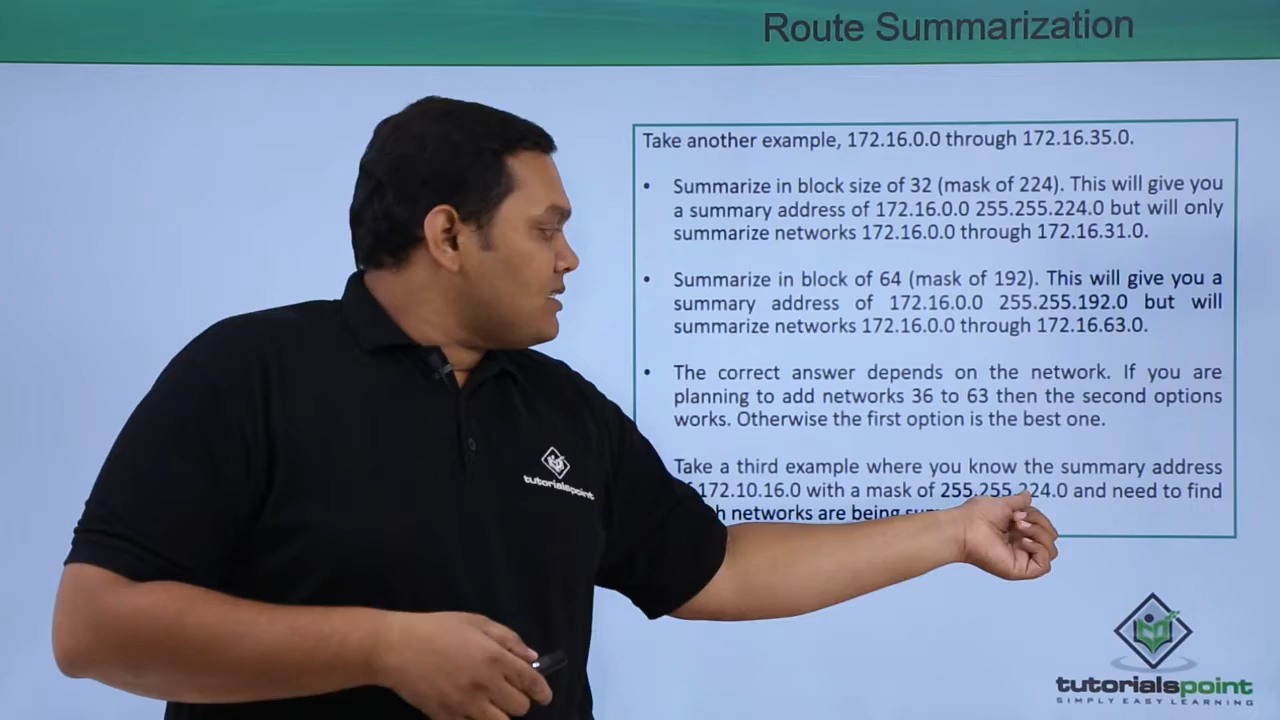 Route Summarization
Take another example, 172.16.0.0 through 172.16.35.0.
• Summarize in block size of 32 (mask of 224). This will give you
a summary address of 172.16.0.0 255.255.224.0 but will only
summarize networks 172.16.0.0 through 172.16.31.0.
• Summarize in block of 64 (mask of 192). This will give you a
summary address of 172.16.0.0 255.255.192.0 but will
summarize networks 172.16.0.0 through 172.16.63.0.
• The correct answer depends on the network. If you are
planning to add networks 36 to 63 then the second options
works. Otherwise the first option is the best one.
Take a third example where you know the summary address
172.10.16.0 with a mask of 255.255.224.0 and need to find
networks are being
tutorialspoint
tutorialspoint
SIMPLY EASY LEARNING